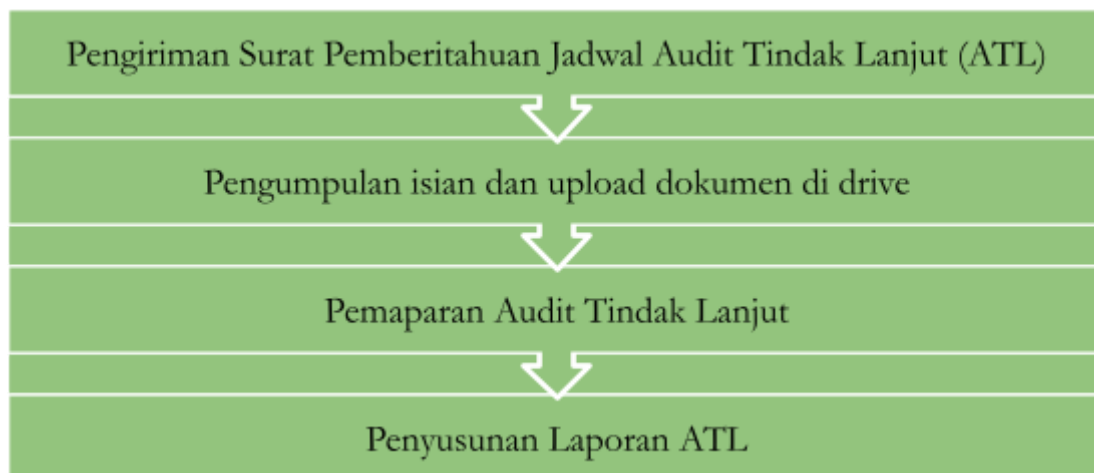 Pengiriman Surat Pemberitahuan Jadwal Audit Tindak Lanjut (ATL)
Pengumpulan isian dan upload dokumen di drive
Pemaparan Audit Tindak Lanjut
Penyusunan Laporan ATL